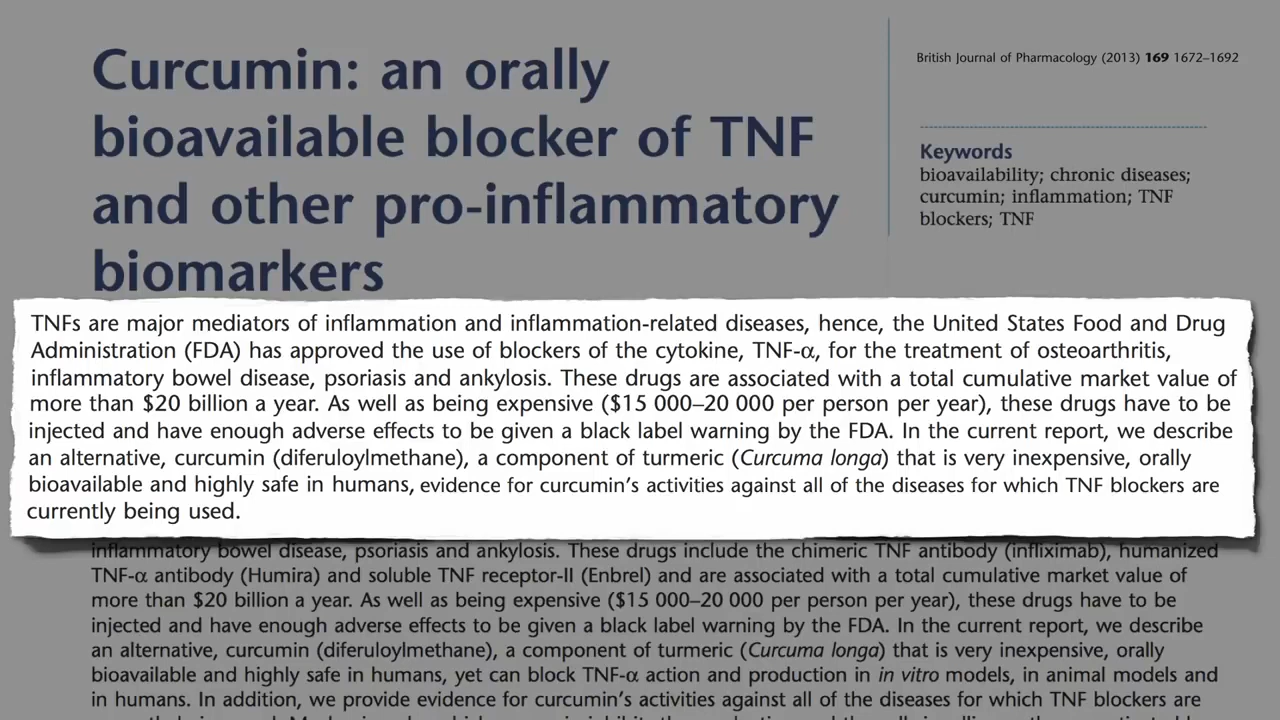 Curcumin: an orally
bioavailable blocker of TNF
and other pro-inflammatory
biomarkers
British Journal of Pharmacology (2013) 169 1672–1692
Keywords
bioavailability; chronic diseases;
curcumin; inflammation; TNF
blockers; TNF
TNFs are major mediators of inflammation and inflammation-related diseases, hence, the United States Food and Drug
Administration (FDA) has approved the use of blockers of the cytokine, TNF-α, for the treatment of osteoarthritis,
inflammatory bowel disease, psoriasis and ankylosis. These drugs are associated with a total cumulative market value of
more than $20 billion a year. As well as being expensive ($15 000–20 000 per person per year), these drugs have to be
injected and have enough adverse effects to be given a black label warning by the FDA. In the current report, we describe
an alternative, curcumin (diferuloylmethane), a component of turmeric (Curcuma longa) that is very inexpensive, orally
bioavailable and highly safe in humans, evidence for curcumin's activities against all of the diseases for which TNF blockers are
currently being used.
inflammatory bowel disease, psoriasis and ankylosis. These drugs include the chimeric TNF antibody (infliximab), humanized
TNF-α antibody (Humira) and soluble TNF receptor-II (Enbrel) and are associated with a total cumulative market value of
more than $20 billion a year. As well as being expensive ($15 000–20 000 per person per year), these drugs have to be
injected and have enough adverse effects to be given a black label warning by the FDA. In the current report, we describe
an alternative, curcumin (diferuloylmethane), a component of turmeric (Curcuma longa) that is very inexpensive, orally
bioavailable and highly safe in humans, yet can block TNF-α action and production in in vitro models, in animal models and
in humans. In addition, we provide evidence for curcumin's activities against all of the diseases for which TNF blockers are